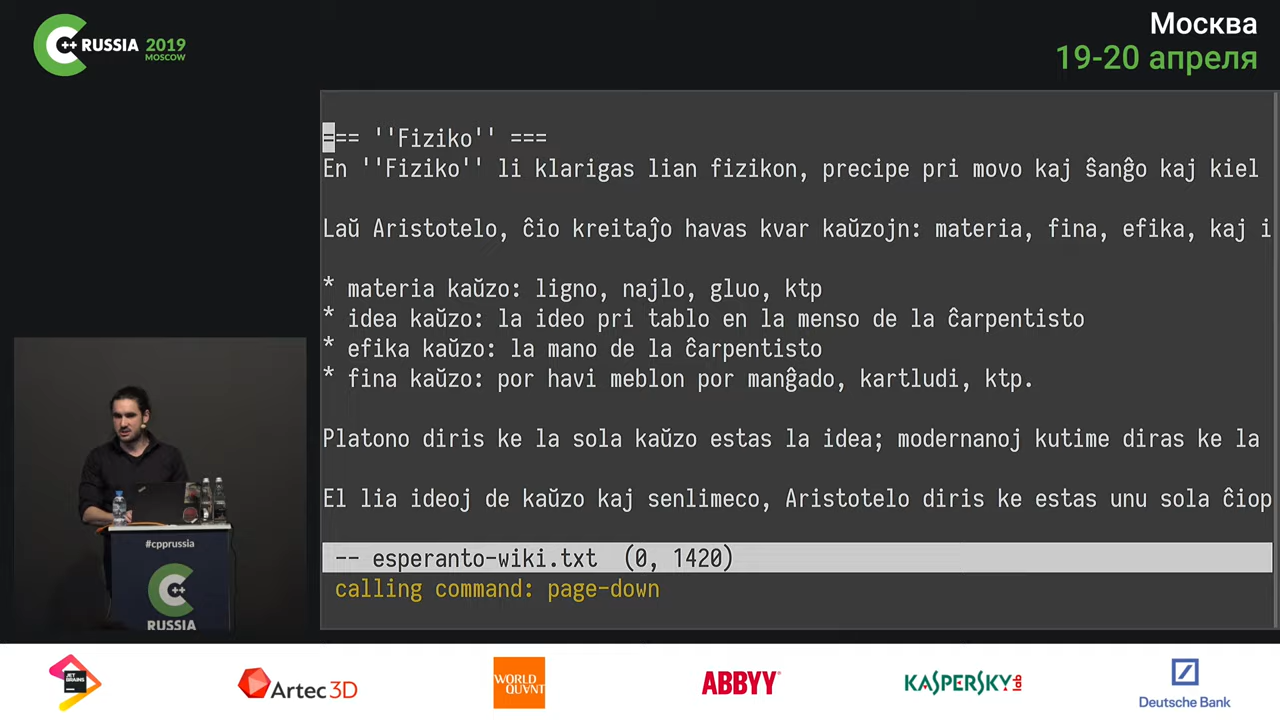 C++ RUSSIA 2019
MOSCOW
Москва
19-20 апреля
=== ''Fiziko'' ===
En ''Fiziko'' li klarigas lian fizikon, precipe pri movo kaj ŝanĝo kaj kiel
Laŭ Aristotelo, ĉio kreitaĵo havas kvar kaŭzojn: materia, fina, efika, kaj i
* materia kaŭzo: ligno, najlo, gluo, ktp
* idea kaŭzo: la ideo pri tablo en la menso de la ĉarpentisto
* efika kaŭzo: la mano de la ĉarpentisto
* fina kaŭzo: por havi meblon por manĝado, kartludi, ktp.
Platono diris ke la sola kaŭzo estas la idea; modernanoj kutime diras ke la
El lia ideoj de kaŭzo kaj senlimeco, Aristotelo diris ke estas unu sola ĉiop
-- esperanto-wiki.txt (0, 1420)
calling command: page-down
#cpprussia
C++
RUSSIA
JET
BRAINS
Artec 3D
WORLD
QUANT
ABBYY
KASPERSKY lab
Deutsche Bank